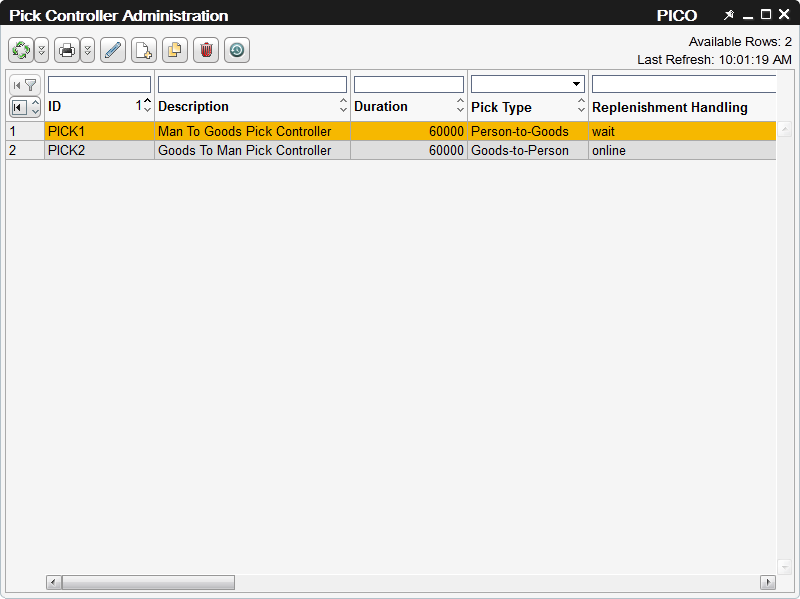 Pick Controller Administration PICO
Available Rows: 2
Last Refresh: 10:01:19 AM
ID 1 Description Duration Pick Type Replenishment Handling
1 PICK1 Man To Goods Pick Controller 60000 Person-to-Goods wait
2 PICK2 Goods To Man Pick Controller 60000 Goods-to-Person online